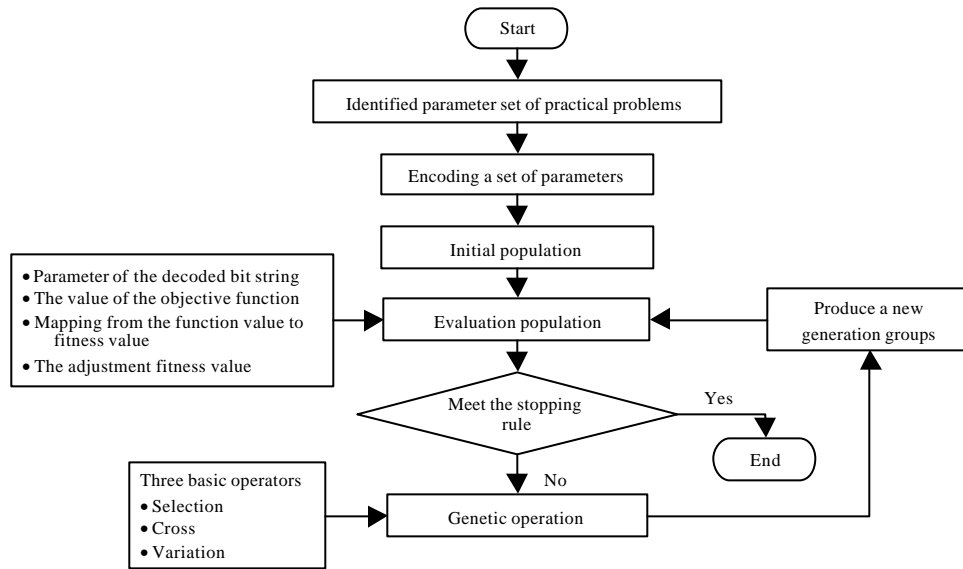 Start
Identified parameter set of practical problems
Encoding a set of parameters
Initial population
• Parameter of the decoded bit string
• The value of the objective function
• Mapping from the function value to
fitness value
• The adjustment fitness value
Evaluation population
Produce a new
generation groups
Meet the stopping
rule
Yes
End
No
Three basic operators
• Selection
• Cross
• Variation
Genetic operation